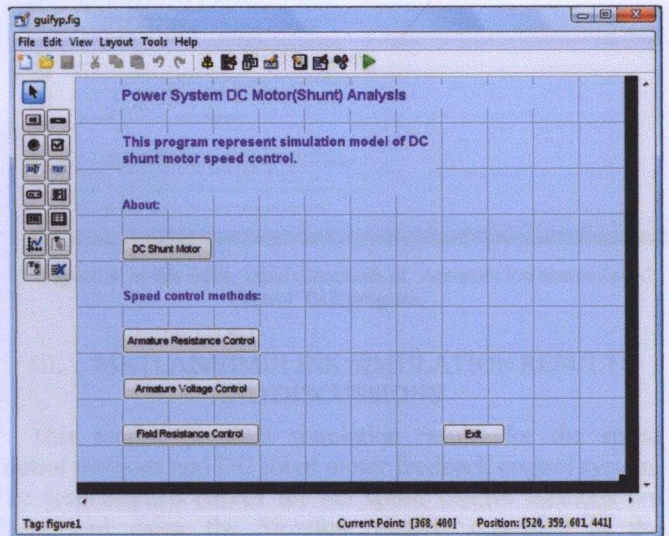 guifyp.fig
File Edit View Layout Tools Help
Power System DC Motor(Shunt) Analysis
This program represent simulation model of DC
shunt motor speed control.
About:
DC Shunt Motor
Speed control methods:
Armature Resistance Control
Armature Voltage Control
Field Resistance Control
Exit
Tag: figure1
Current Point: [368, 400]
Position: [520, 359, 601, 441]